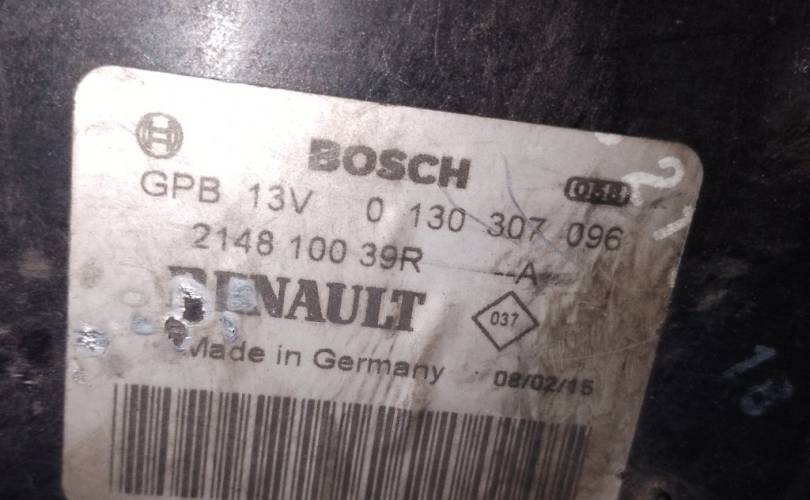 BOSCH
058
GPB 13V 0 130 307 096
2148 100 39R --A
RENAULT
037
Made in Germany 08/02/15